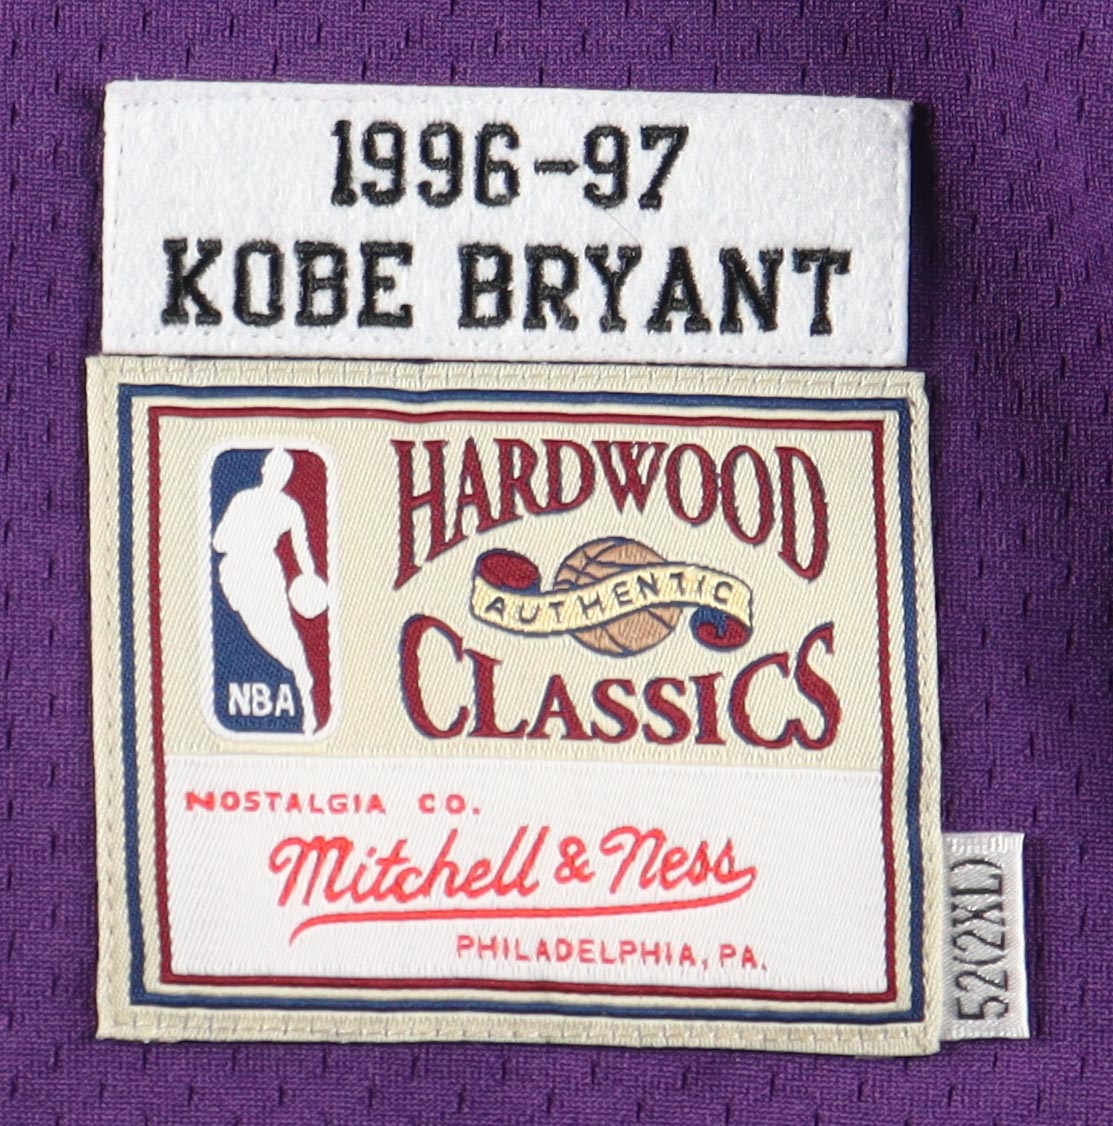 1996-97
KOBE BRYANT
HARDWOOD
AUTHENTIC
CLASSICS
NBA
NOSTALGIA CO.
Mitchell & Ness
PHILADELPHIA, PA.
52(2XL)